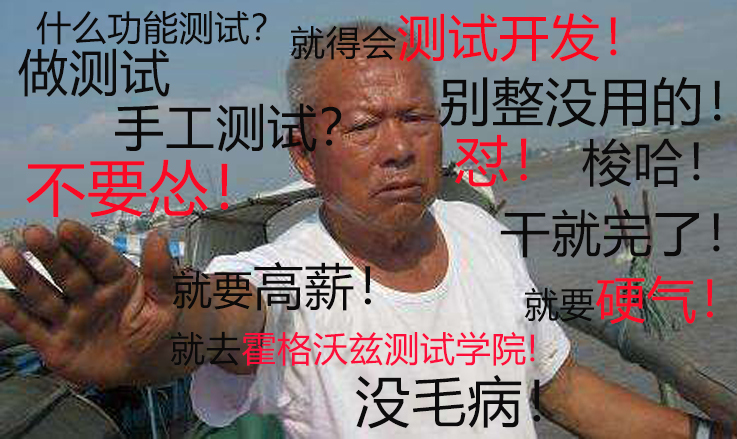 什么功能测试?
就得会测试开发!
做测试
别整没用的!
手工测试?
怼!
梭哈!
不要怂!
干就完了!
就要高薪!
就要硬气!
就去霍格沃兹测试学院!
没毛病!